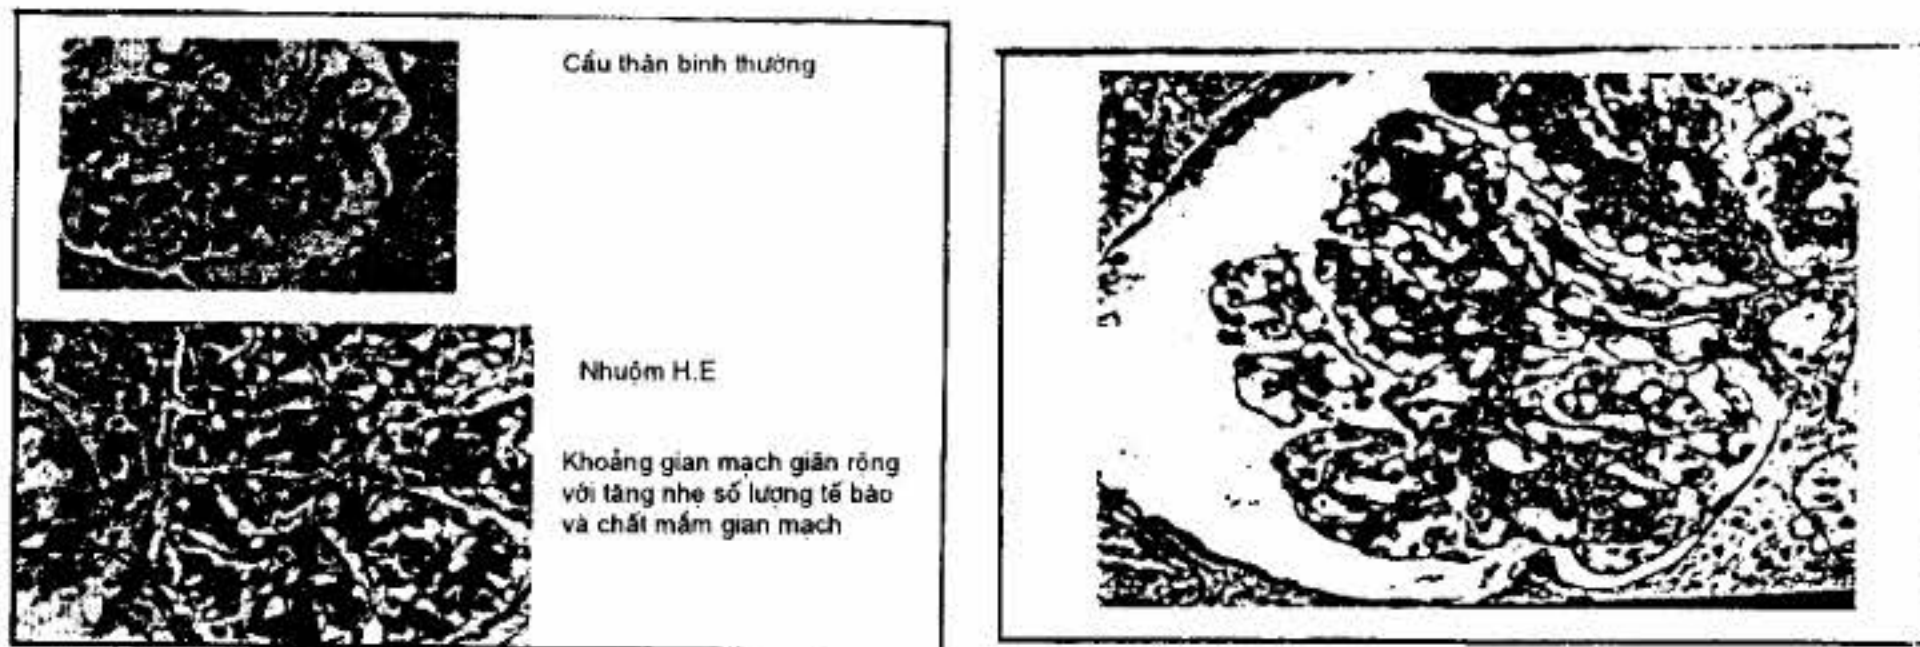 Cầu thận bình thường
Nhuộm H.E
Khoảng gian mạch giãn rộng
với tăng nhẹ số lượng tế bào
và chất mầm gian mạch